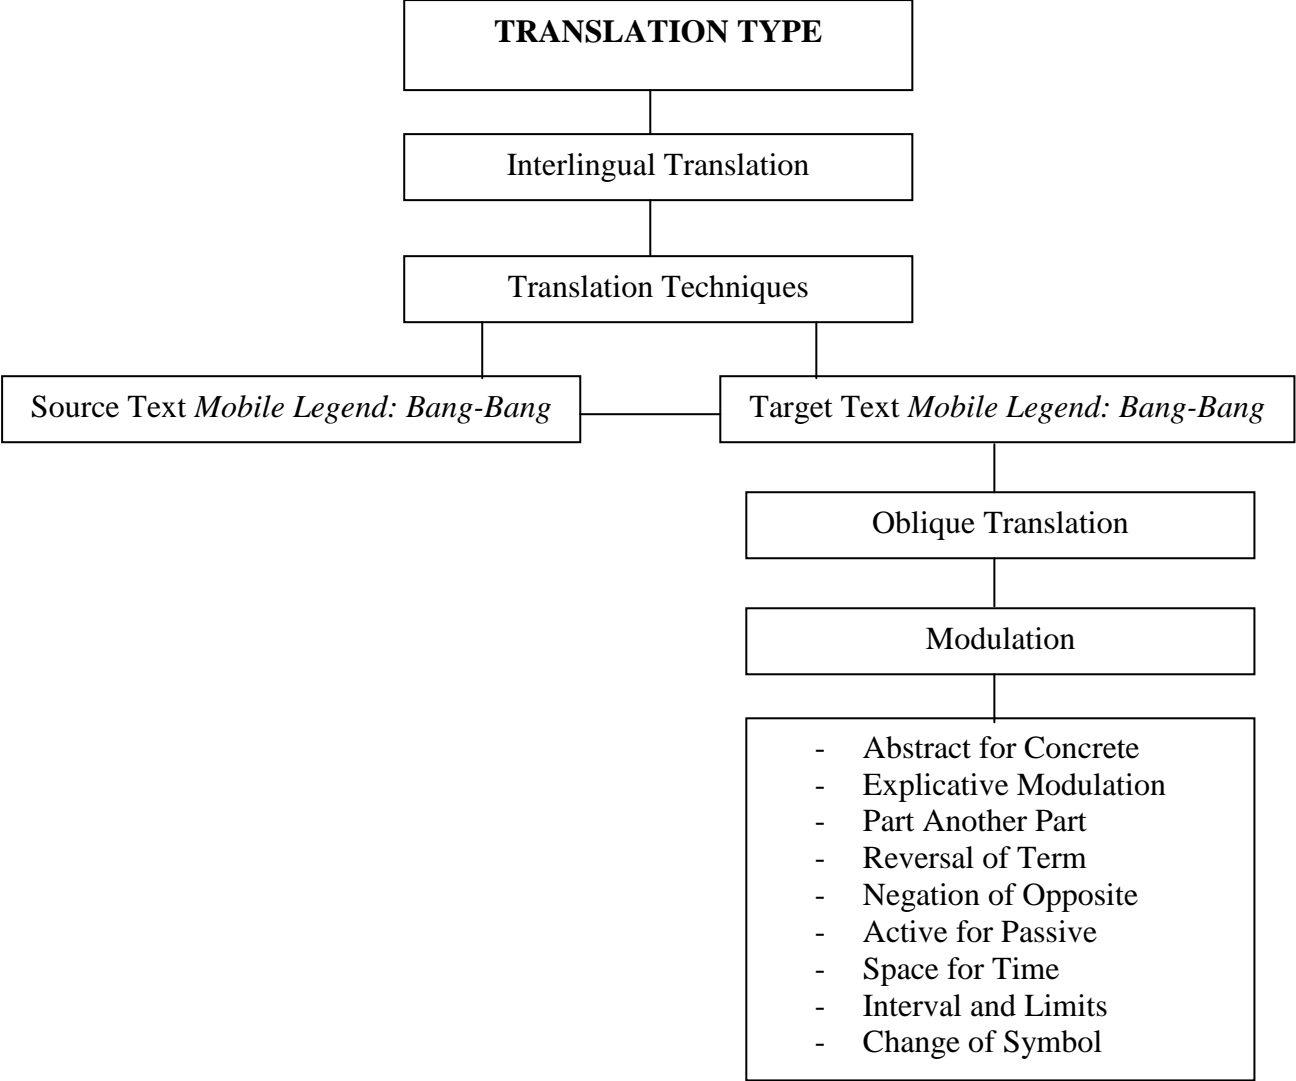 TRANSLATION TYPE
Interlingual Translation
Translation Techniques
Source Text Mobile Legend: Bang-Bang
Target Text Mobile Legend: Bang-Bang
Oblique Translation
Modulation
- Abstract for Concrete
- Explicative Modulation
- Part Another Part
- Reversal of Term
- Negation of Opposite
- Active for Passive
- Space for Time
- Interval and Limits
- Change of Symbol